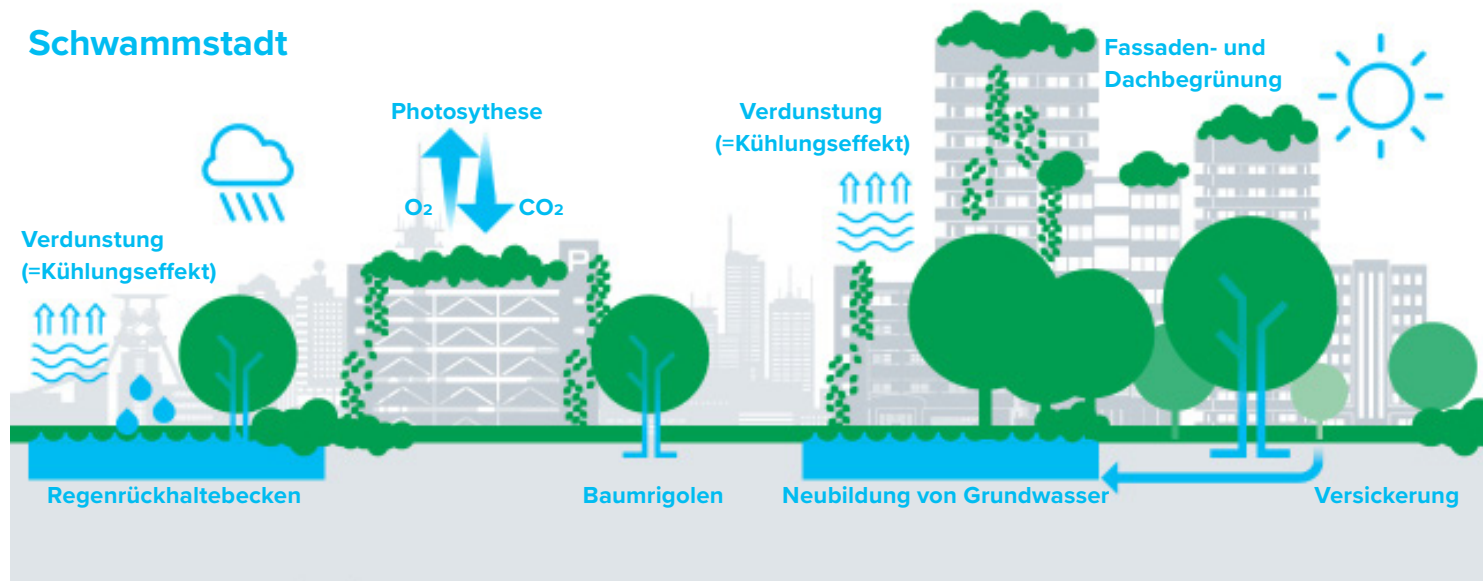 Schwammstadt
Photosythese
O₂
CO₂
Verdunstung
(=Kühlungseffekt)
Verdunstung
(=Kühlungseffekt)
Fassaden- und
Dachbegrünung
P
Regenrückhaltebecken
Baumrigolen
Neubildung von Grundwasser
Versickerung